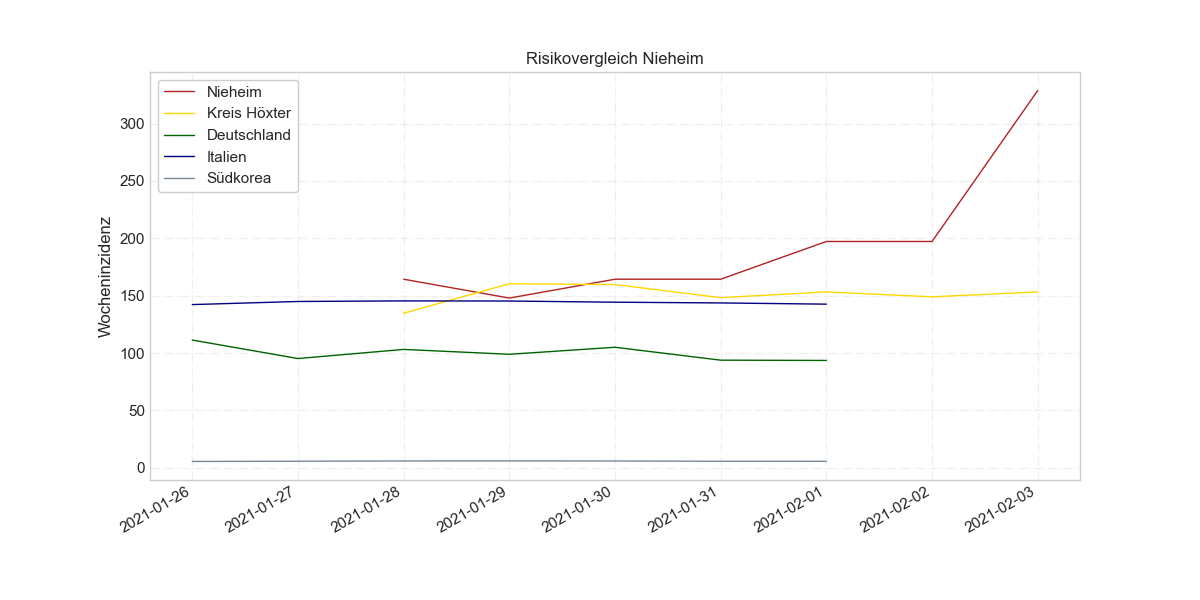 Risikovergleich Nieheim
Nieheim
Kreis Höxter
Deutschland
Italien
Südkorea
Wocheninzidenz
300
250
200
150
100
50
0
2021-01-26
2021-01-27
2021-01-28
2021-01-29
2021-01-30
2021-01-31
2021-02-01
2021-02-02
2021-02-03